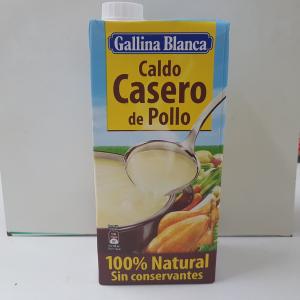 Gallina Blanca
Caldo
Casero
de Pollo
100% Natural
Sin conservantes